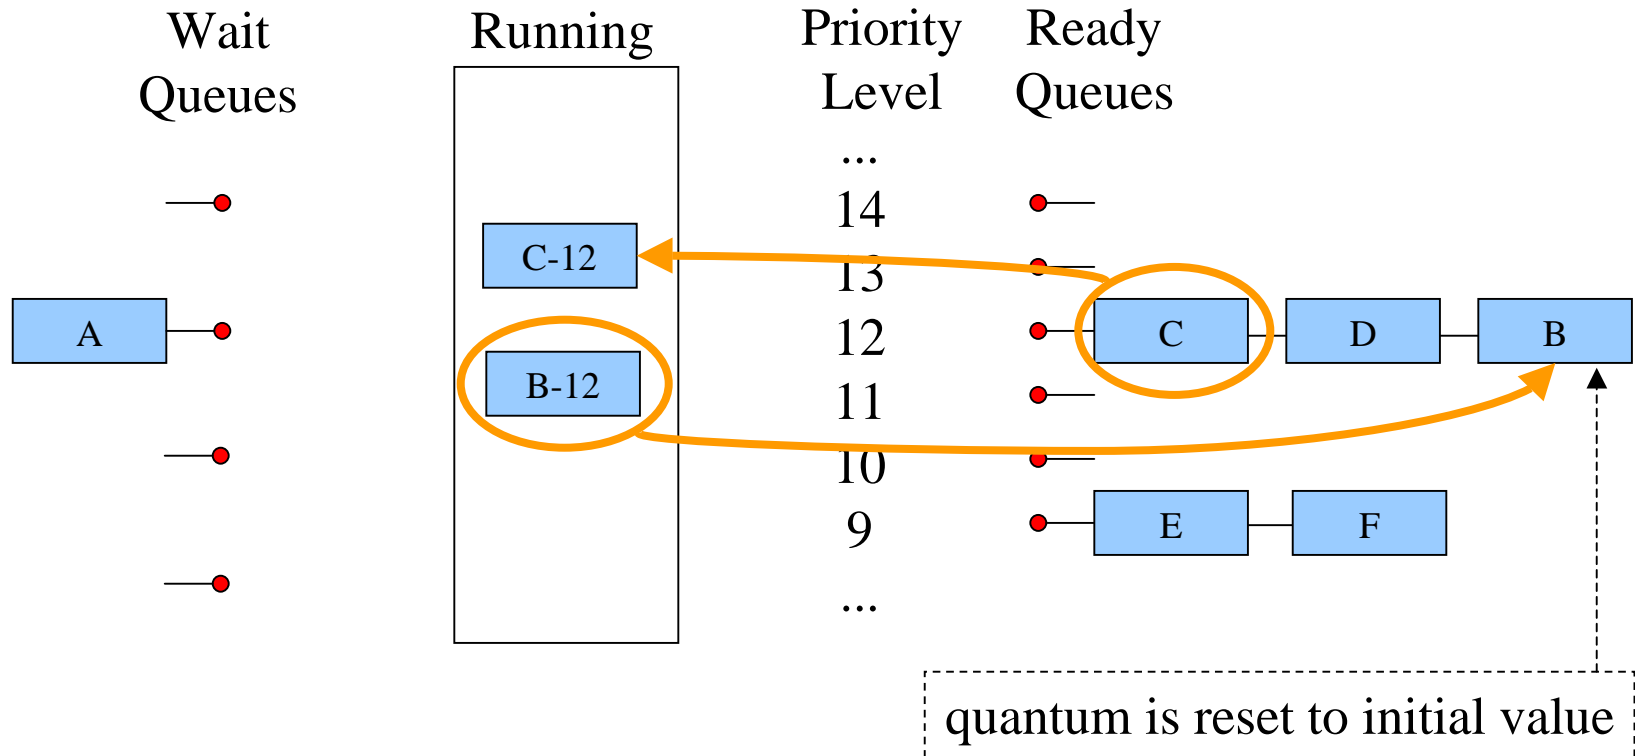 Wait
Queues
Running
Priority
Level
Ready
Queues
...
14
C-12
13
A
12
C
D
B
B-12
11
10
9
E
F
...
quantum is reset to initial value